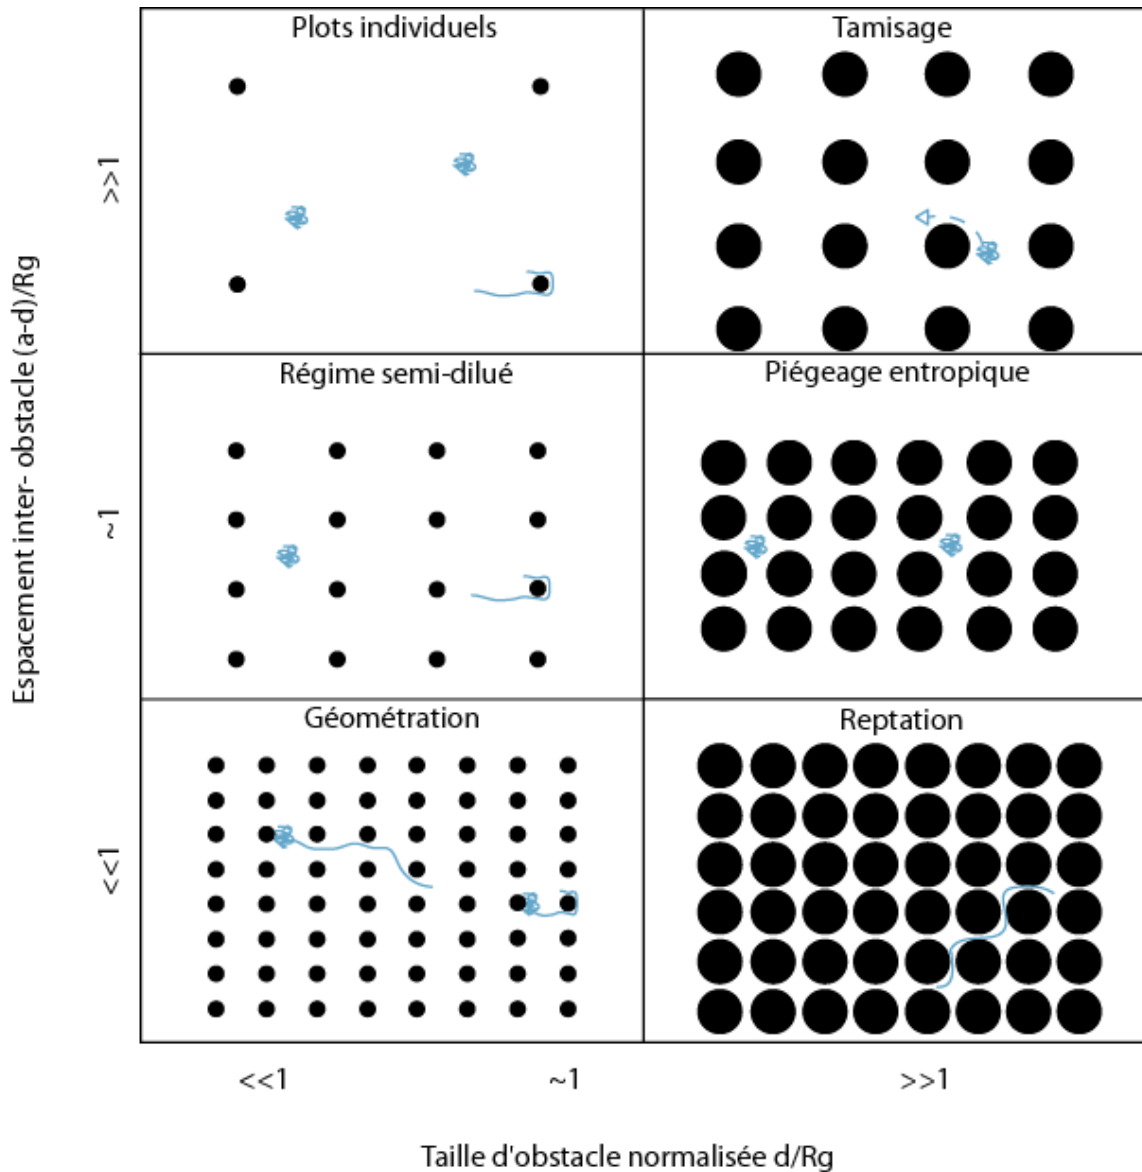 Plots individuels
Tamisage
>>1
Espacement inter- obstacle (a-d)/Rg
Régime semi-dilué
Piégeage entropique
~1
Géométration
Reptation
<<1
<<1
~1
>>1
Taille d'obstacle normalisée d/Rg